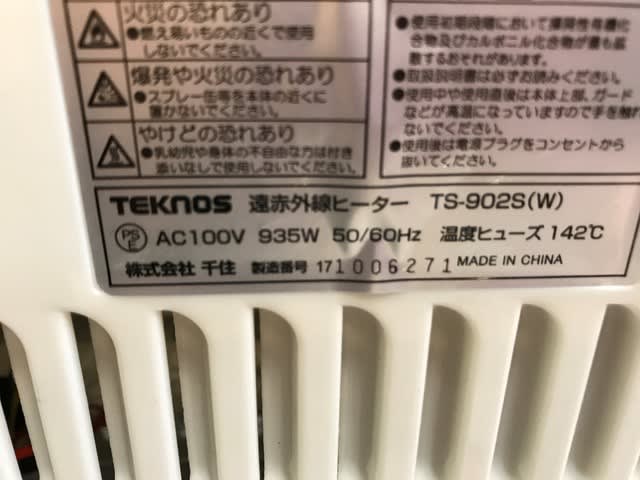 火災の恐れあり
●燃え易いものの近くで使用
しないでください。
爆発や火災の恐れあり
●スプレー缶等を本体の近くに
置かないでください。
やけどの恐れあり
●乳幼児や身体の不自由な方は付き
添いなしで使用しないでください。
●使用初期段階において揮発性有機化
合物及びカルボニル化合物が最も拡
散するおそれがあります。
●取扱説明書は必ずお読みください。
●使用中や使用直後は本体上部、ガード
などが高温になっていますので手を触れ
ないでください。
●使用後は電源プラグをコンセントから
抜いてください。
TEKNOS 遠赤外線ヒーター TS-902S(W)
PSE AC100V 935W 50/60Hz 温度ヒューズ142℃
株式会社 千住 製造番号 171006271 MADE IN CHINA